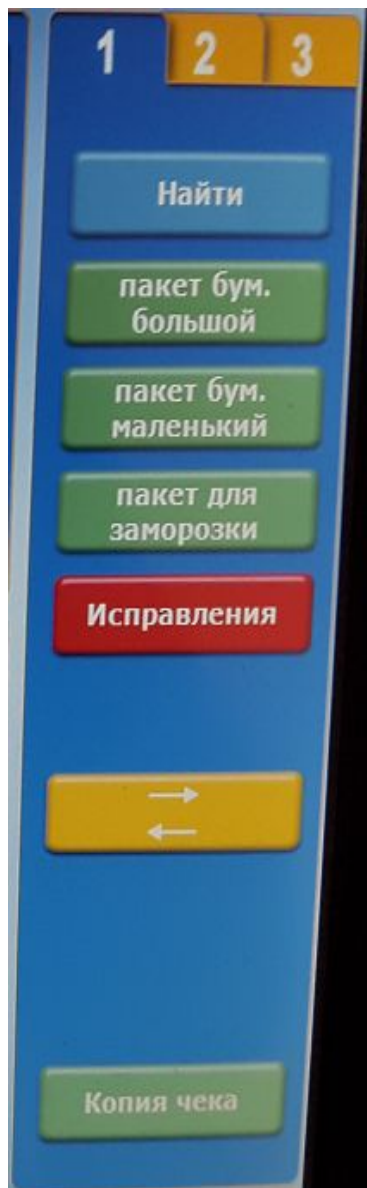 1 2 3
Найти
пакет бум.
большой
пакет бум.
маленький
пакет для
заморозки
Исправления
→
←
Копия чека